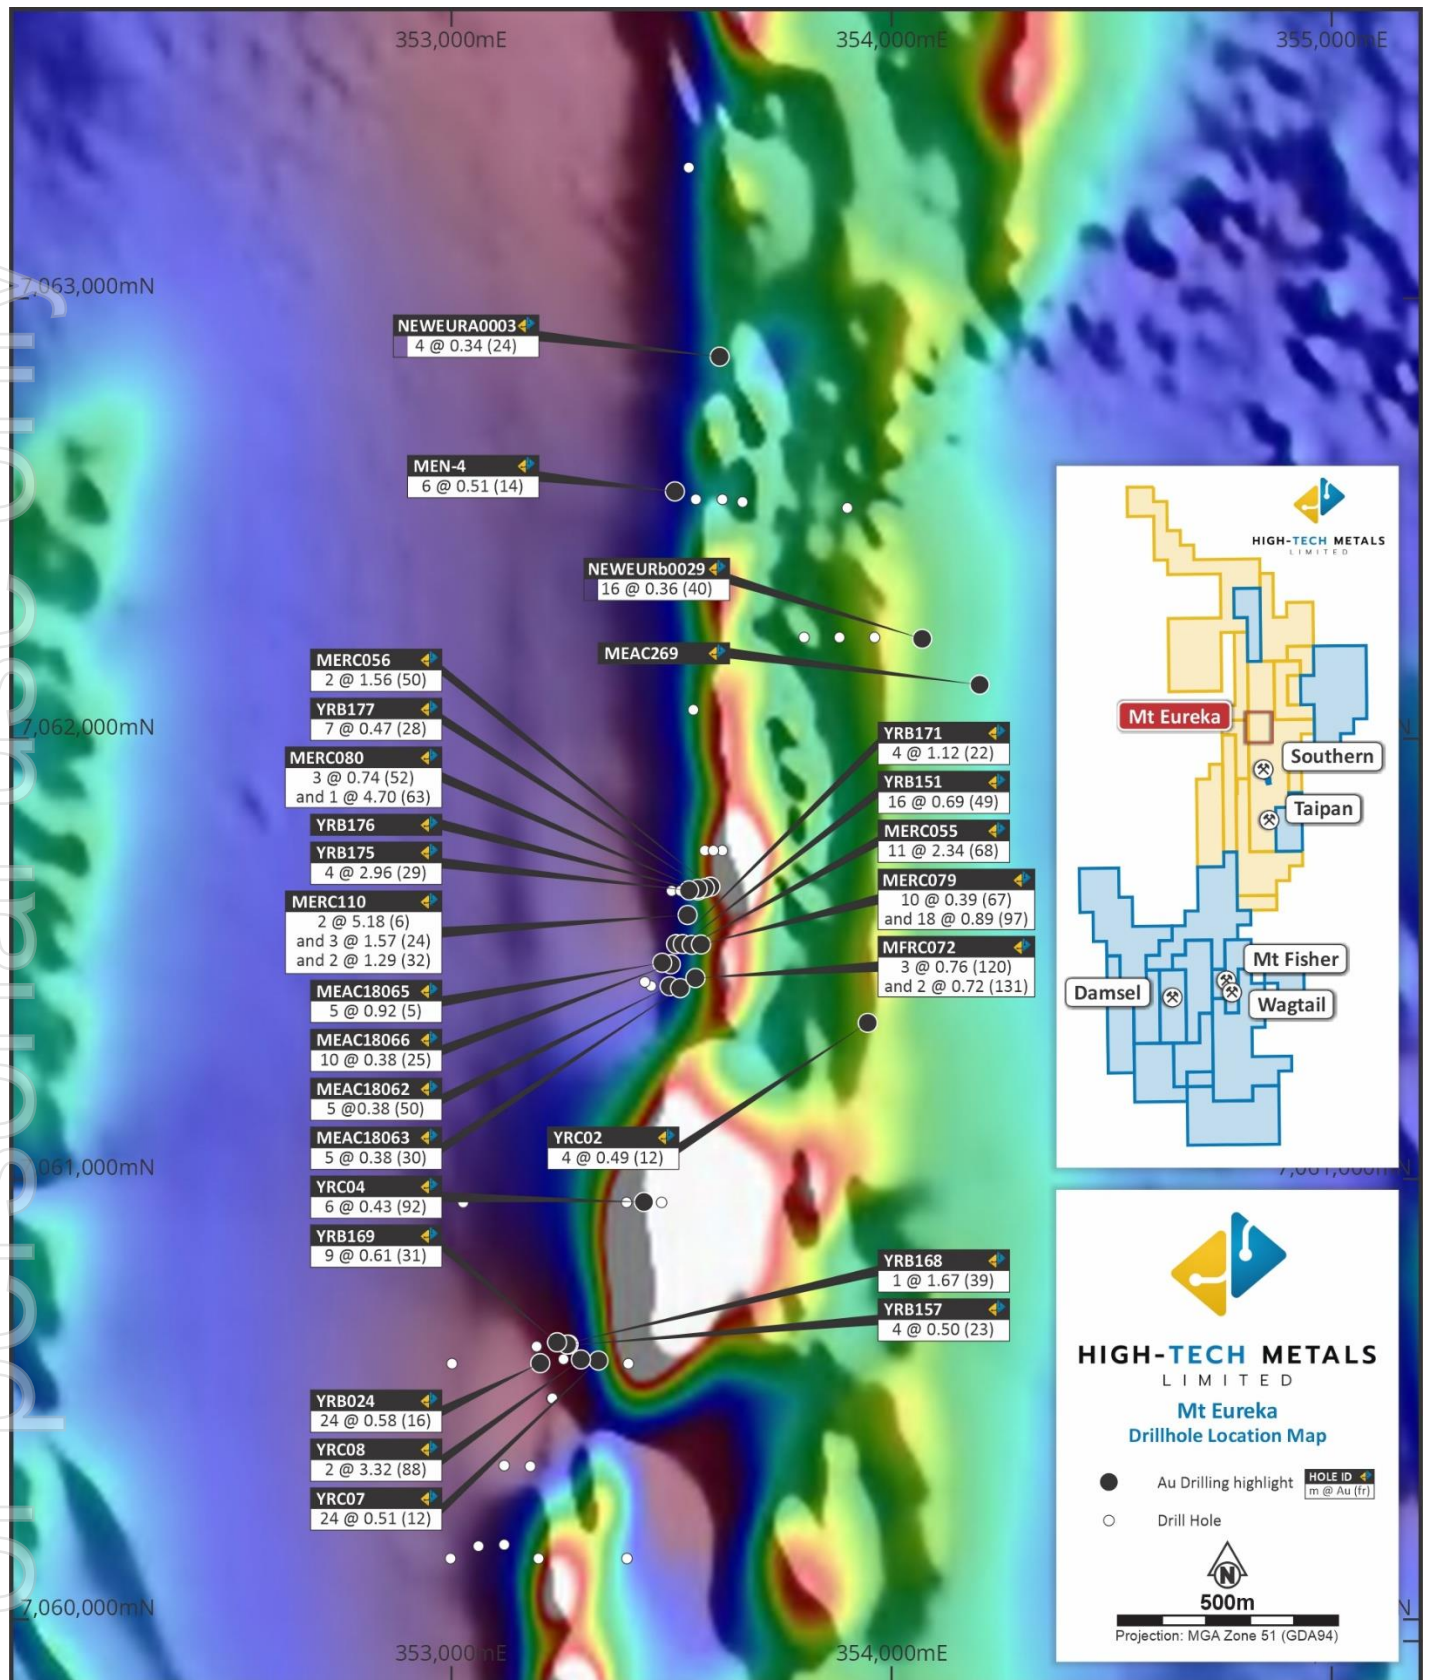 353,000mE
354,000mE
355,000mE
7,063,000mN
NEWEURA0003
4 @ 0.34 (24)
MEN-4
6 @ 0.51 (14)
NEWEURb0029
16 @ 0.36 (40)
MEAC269
MERC056
2 @ 1.56 (50)
YRB177
7 @ 0.47 (28)
7,062,000mN
MERC080
3 @ 0.74 (52)
and 1 @ 4.70 (63)
YRB176
YRB175
4 @ 2.96 (29)
MERC110
2 @ 5.18 (6)
and 3 @ 1.57 (24)
and 2 @ 1.29 (32)
MEAC18065
5 @ 0.92 (5)
MEAC18066
10 @ 0.38 (25)
MEAC18062
5 @0.38 (50)
MEAC18063
5 @ 0.38 (30)
YRC04
6 @ 0.43 (92)
YRB169
9 @ 0.61 (31)
YRB171
4 @ 1.12 (22)
YRB151
16 @ 0.69 (49)
MERC055
11 @ 2.34 (68)
MERC079
10 @ 0.39 (67)
and 18 @ 0.89 (97)
MFRC072
3 @ 0.76 (120)
and 2 @ 0.72 (131)
YRC02
4 @ 0.49 (12)
061,000mN
7,061,000mN
YRB168
1 @ 1.67 (39)
YRB157
4 @ 0.50 (23)
YRB024
24 @ 0.58 (16)
YRC08
2 @ 3.32 (88)
YRC07
24 @ 0.51 (12)
7,060,000mN
N
353,000mE
354,000mE
HIGH-TECH METALS
LIMITED
Mt Eureka
Southern
Taipan
Mt Fisher
Damsel
Wagtail
HIGH-TECH METALS
LIMITED
Mt Eureka
Drillhole Location Map
Au Drilling highlight
HOLE ID
m @ Au (fr)
Drill Hole
N
500m
Projection: MGA Zone 51 (GDA94)
or personal use only